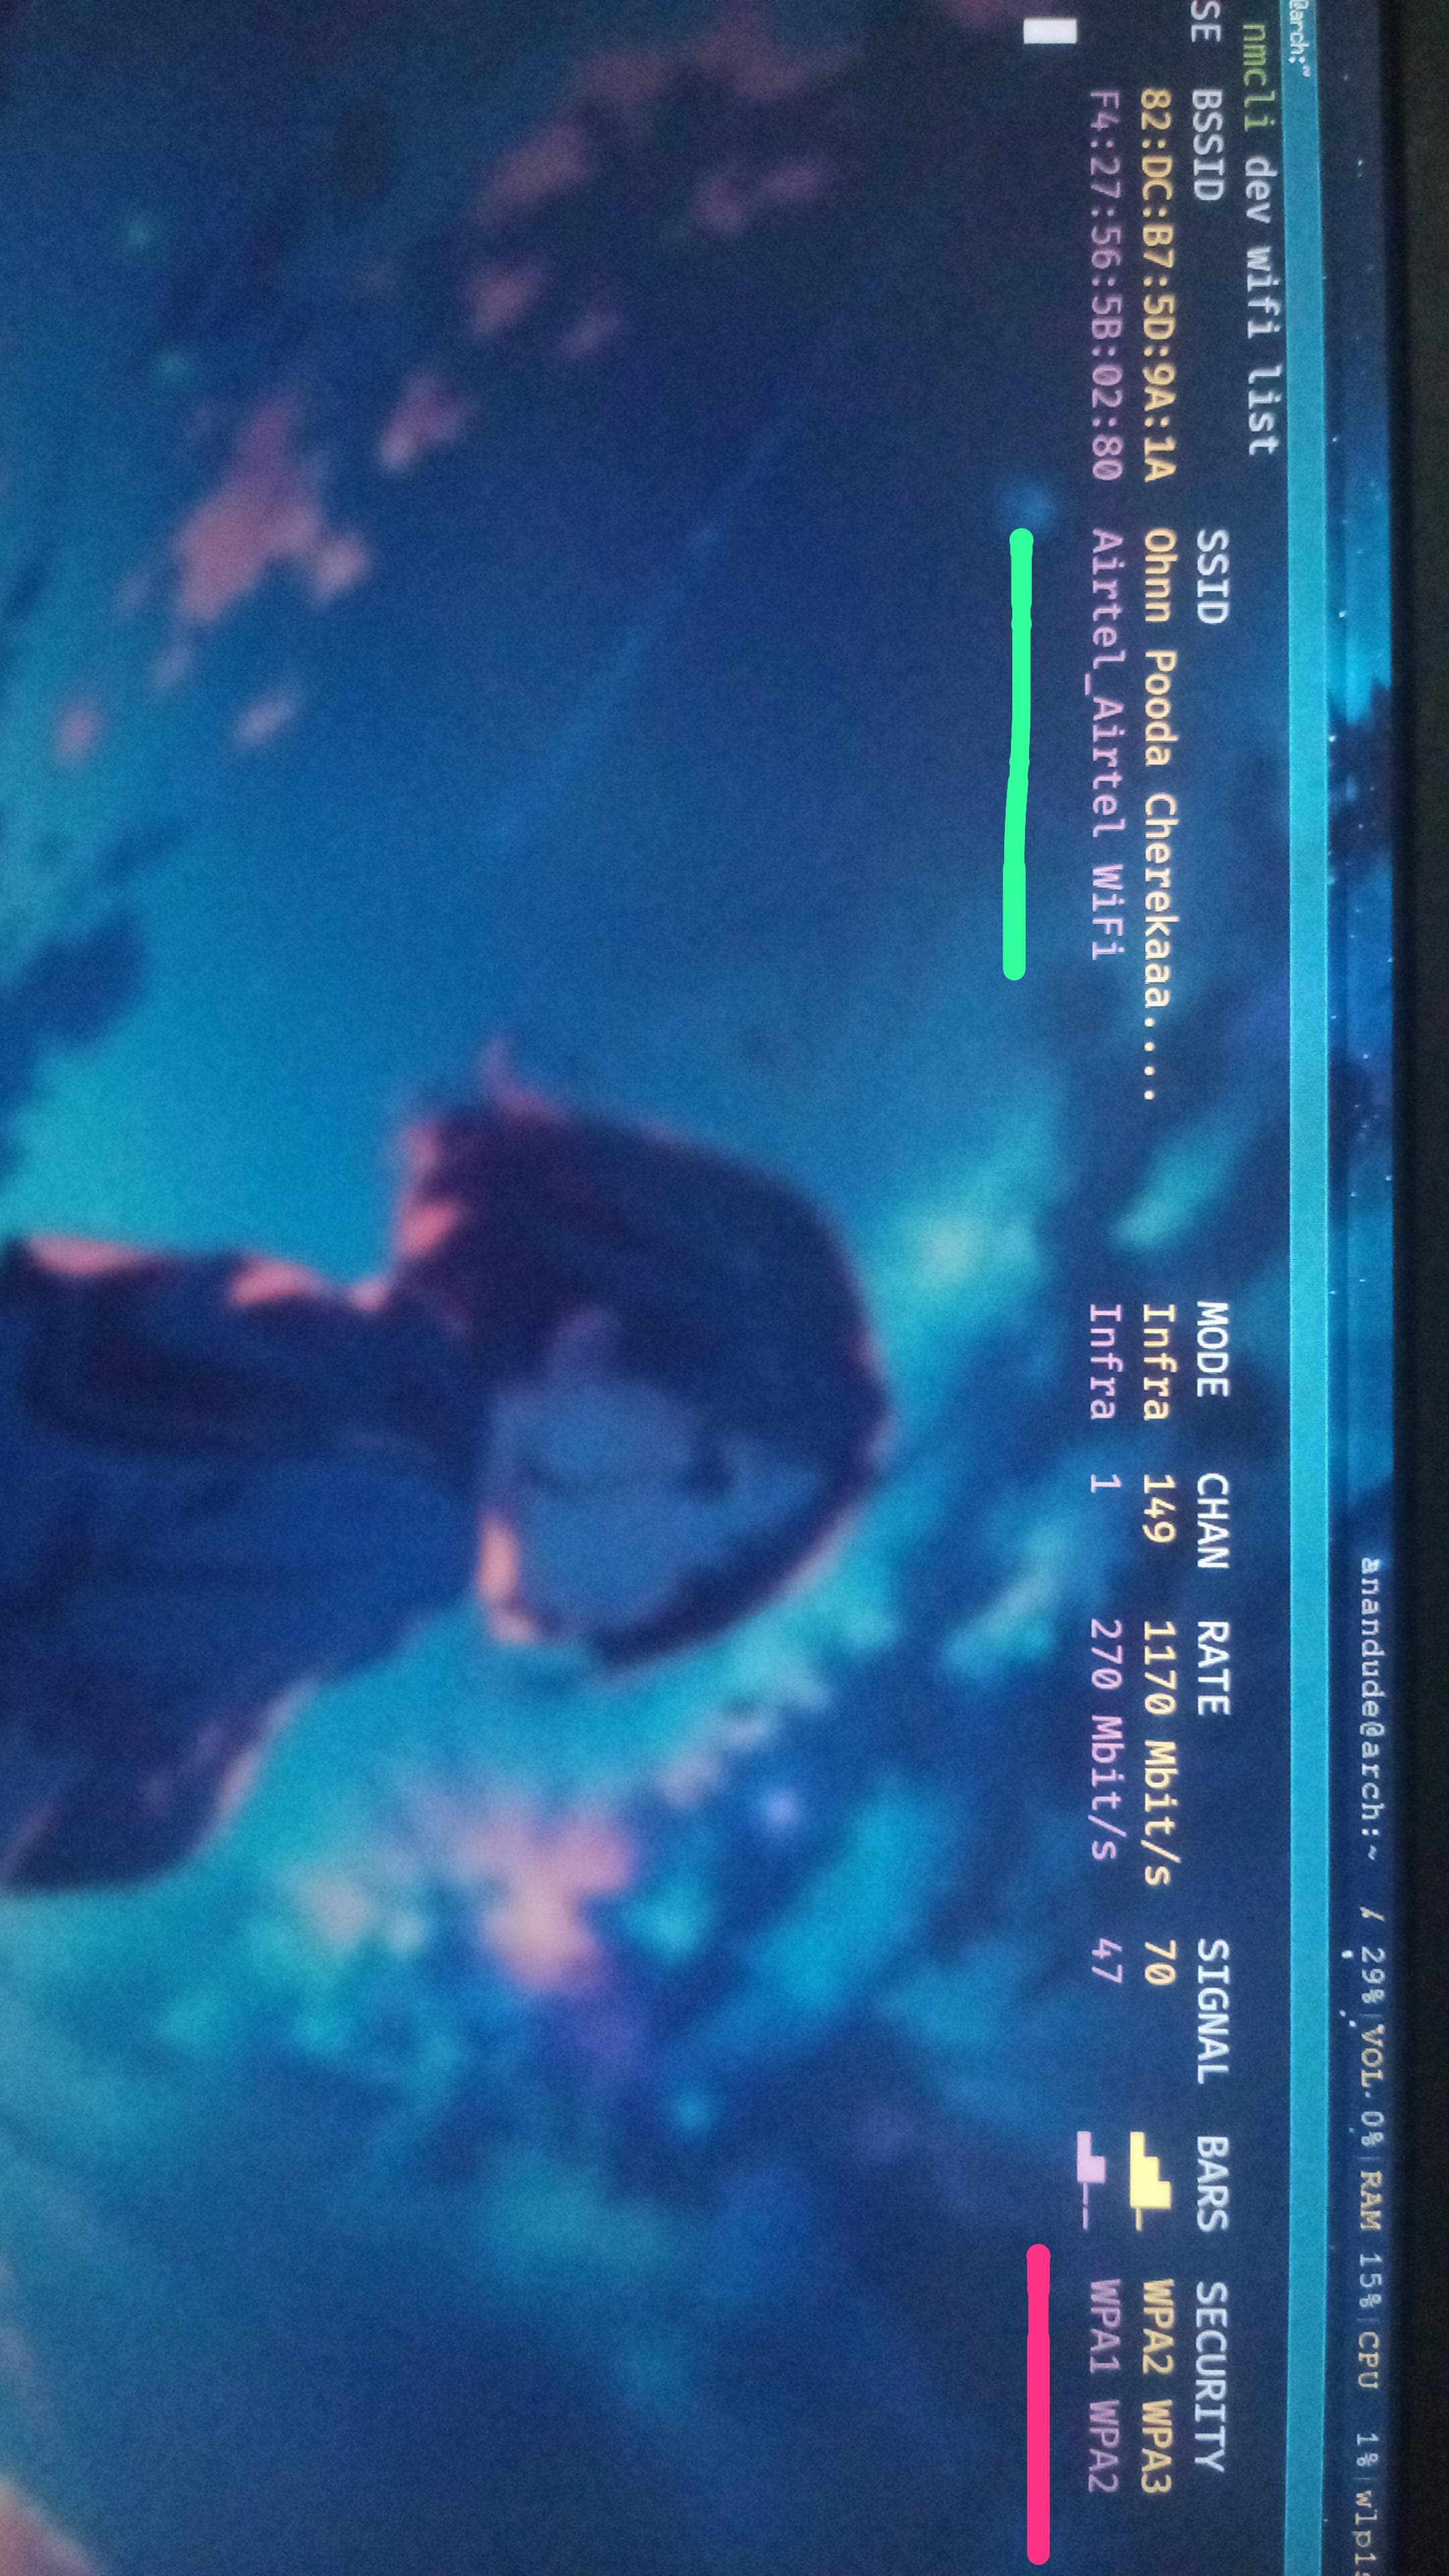 anandude@arch:~ / 29%|VOL. 0%|RAM 15%|CPU 1%|wlp1
@arch:~
nmcli dev wifi list
SE BSSID SSID MODE CHAN RATE SIGNAL BARS SECURITY
82:DC:B7:5D:9A:1A Ohnn Pooda Cherekaaa.... Infra 149 1170 Mbit/s 70 ▂▄▆_ WPA2 WPA3
F4:27:56:5B:02:80 Airtel_Airtel WiFi Infra 1 270 Mbit/s 47 ▂▄__ WPA1 WPA2